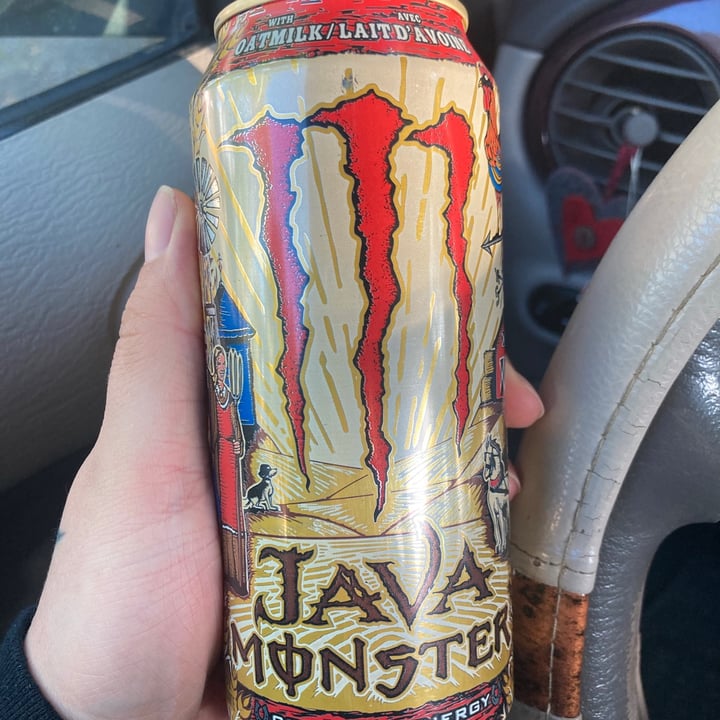 WITH AVEC
OATMILK/LAIT D'AVOINE
JAVA
MONSTER